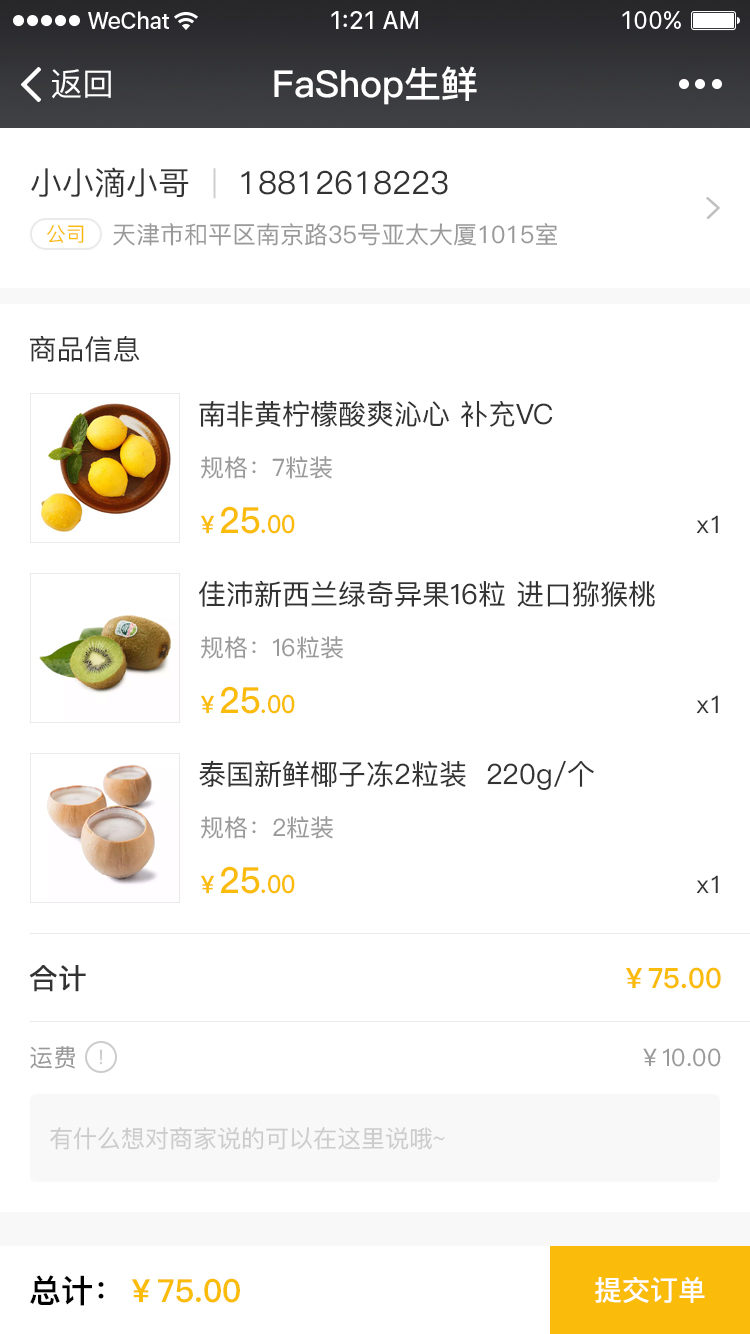 WeChat 1:21 AM 100%
返回 FaShop生鲜
小小滴小哥 | 18812618223
公司 天津市和平区南京路35号亚太大厦1015室
商品信息
南非黄柠檬酸爽沁心 补充VC
规格：7粒装
¥25.00 x1
佳沛新西兰绿奇异果16粒 进口猕猴桃
规格：16粒装
¥25.00 x1
泰国新鲜椰子冻2粒装 220g/个
规格：2粒装
¥25.00 x1
合计 ¥75.00
运费 ! ¥10.00
有什么想对商家说的可以在这里说哦~
总计： ¥75.00 提交订单